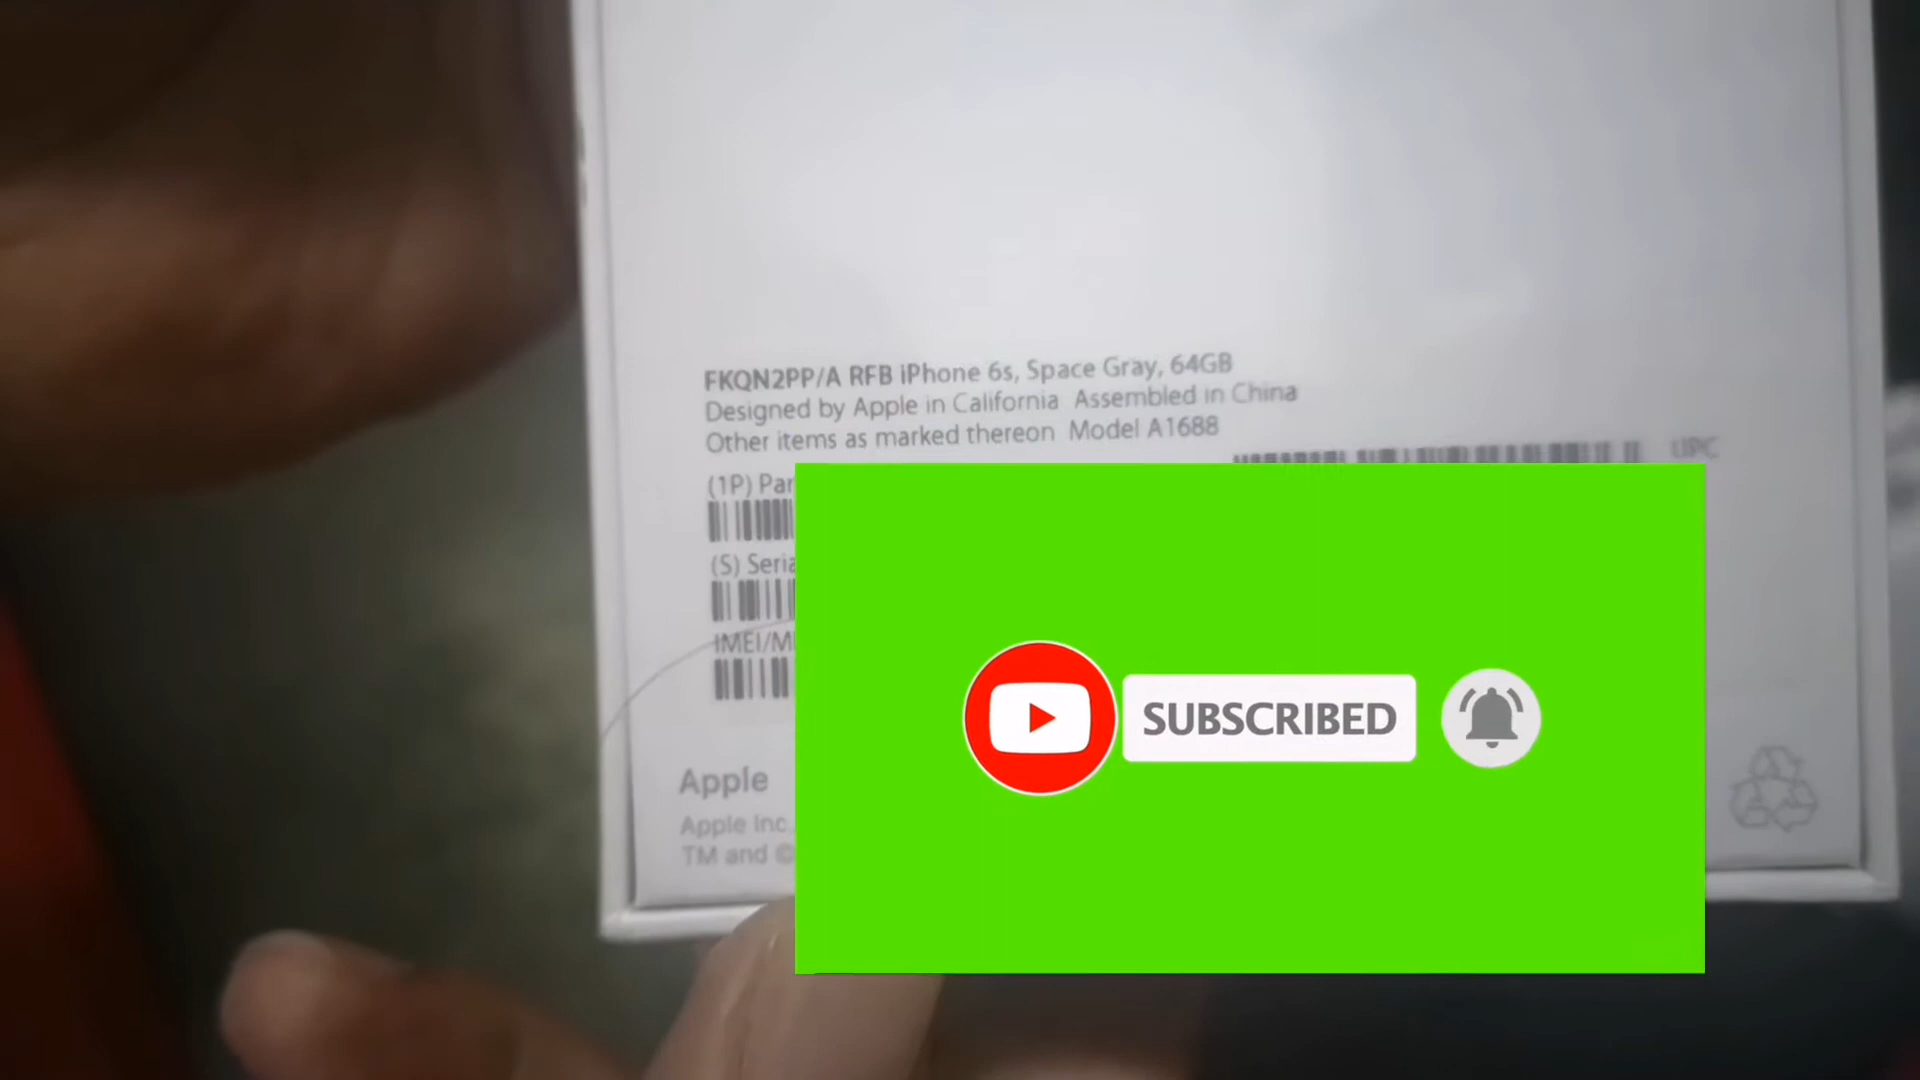 FKQN2PP/A RFB iPhone 6s, Space Gray, 64GB
Designed by Apple in California Assembled in China
Other items as marked thereon Model A1688
UPC
(1P) Par
(S) Seria
IMEI/M
SUBSCRIBED
Apple
Apple Inc.
TM and ©